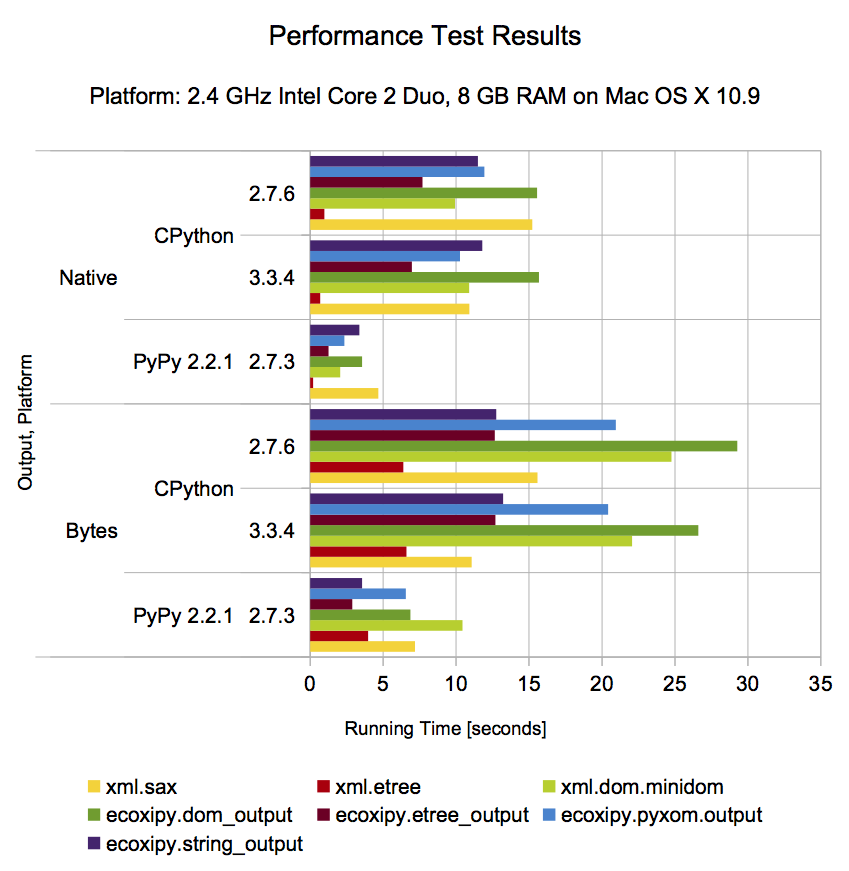 Performance Test Results
Platform: 2.4 GHz Intel Core 2 Duo, 8 GB RAM on Mac OS X 10.9
Output, Platform
Native
CPython
2.7.6
3.3.4
PyPy 2.2.1 2.7.3
Bytes
CPython
2.7.6
3.3.4
PyPy 2.2.1 2.7.3
0 5 10 15 20 25 30 35
Running Time [seconds]
xml.sax xml.etree xml.dom.minidom
ecoxipy.dom_output ecoxipy.etree_output ecoxipy.pyxom.output
ecoxipy.string_output